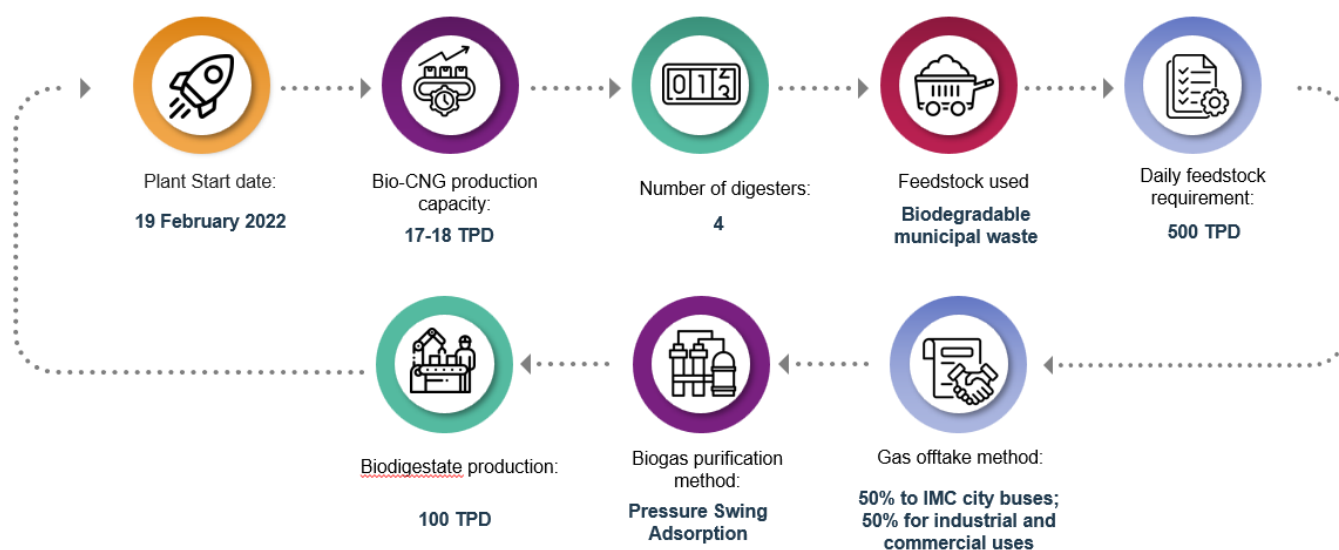 012
3
Plant Start date:
19 February 2022
Bio-CNG production
capacity:
17-18 TPD
Number of digesters:
4
Feedstock used
Biodegradable
municipal waste
Daily feedstock
requirement:
500 TPD
Gas offtake method:
50% to IMC city buses;
50% for industrial and
commercial uses
Biogas purification
method:
Pressure Swing
Adsorption
Biodigestate production:
100 TPD